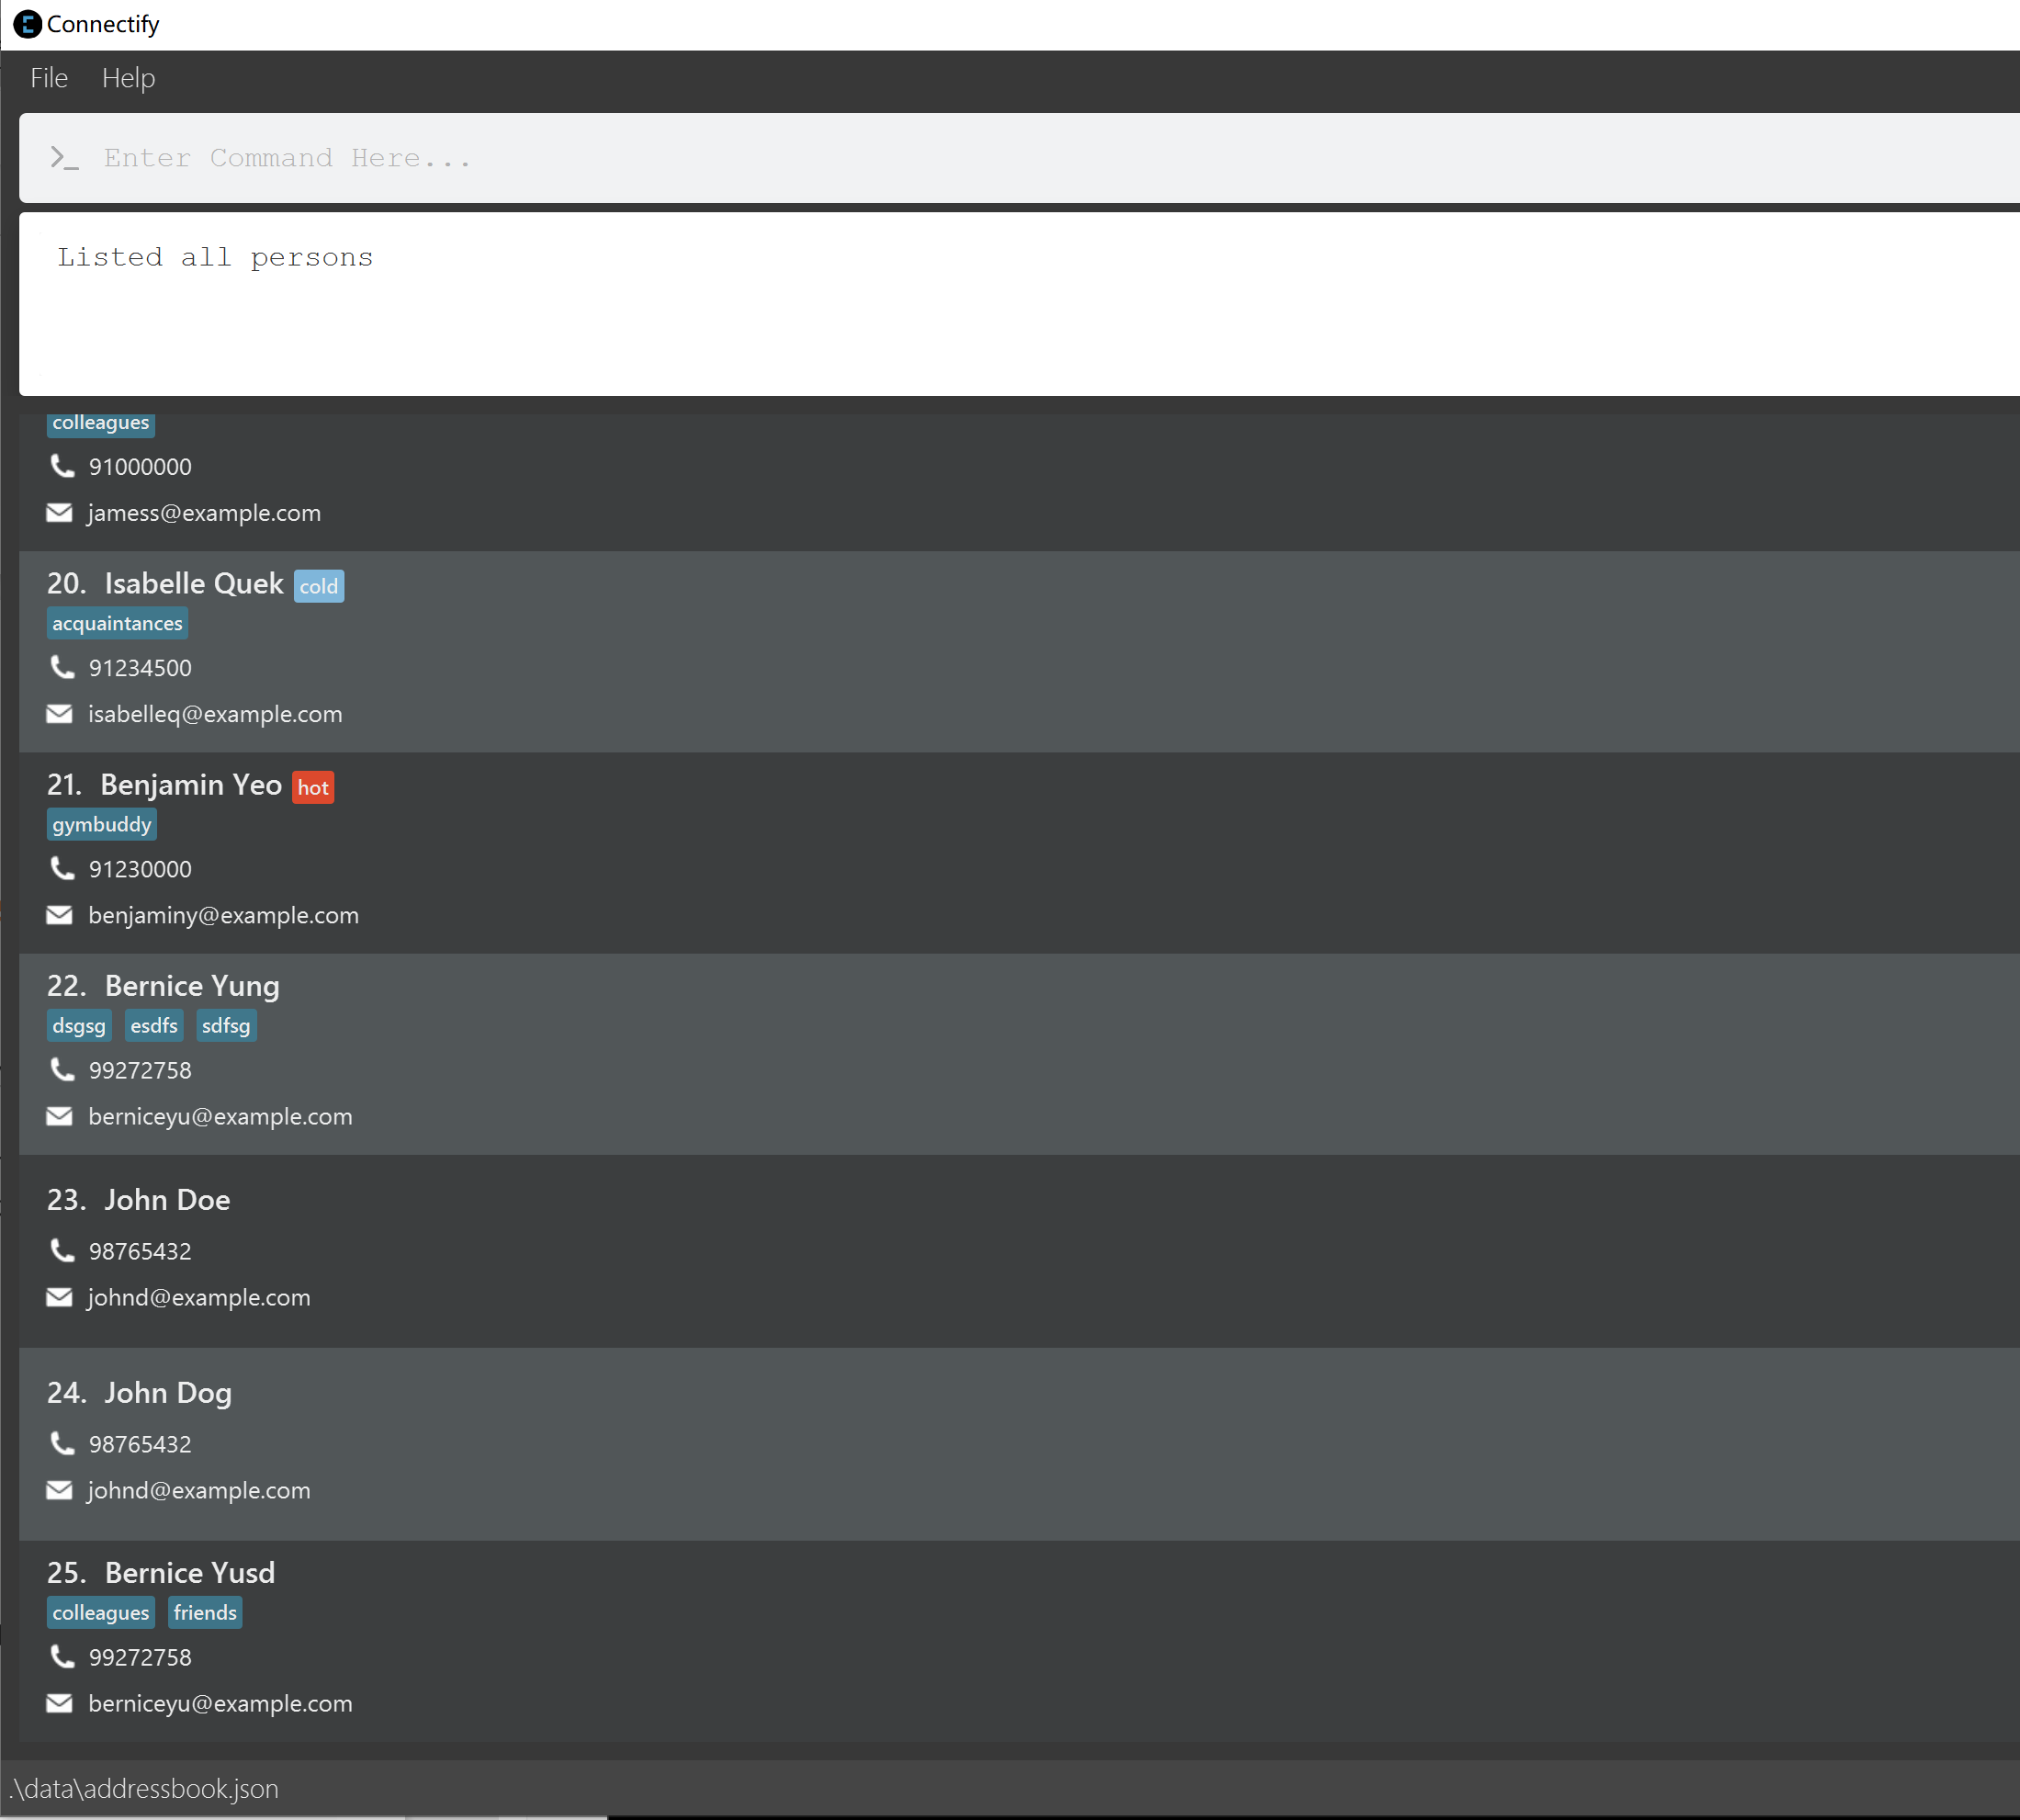 Connectify
File Help
>_ Enter Command Here...
Listed all persons
colleagues
91000000
jamess@example.com
20. Isabelle Quek cold
acquaintances
91234500
isabelleq@example.com
21. Benjamin Yeo hot
gymbuddy
91230000
benjaminy@example.com
22. Bernice Yung
dsgsg esdfs sdfsg
99272758
berniceyu@example.com
23. John Doe
98765432
johnd@example.com
24. John Dog
98765432
johnd@example.com
25. Bernice Yusd
colleagues friends
99272758
berniceyu@example.com
.\data\addressbook.json